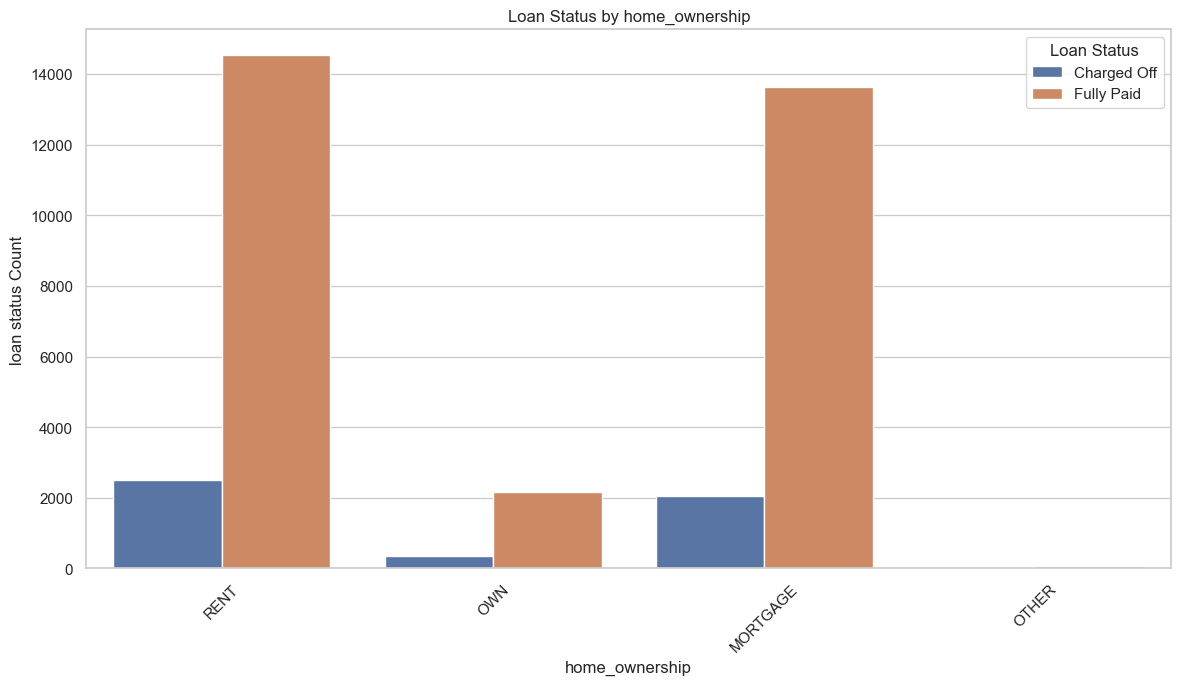 Loan Status by home_ownership
Loan Status
Charged Off
Fully Paid
loan status Count
14000
12000
10000
8000
6000
4000
2000
0
RENT
OWN
MORTGAGE
OTHER
home_ownership